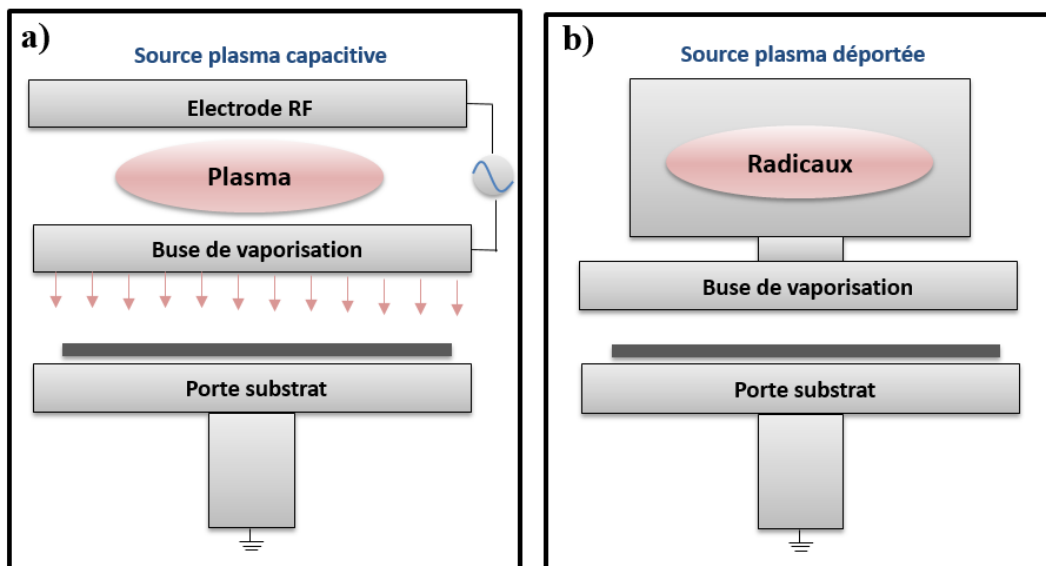 a)
Source plasma capacitive
Electrode RF
Plasma
Buse de vaporisation
Porte substrat
b)
Source plasma déportée
Radicaux
Buse de vaporisation
Porte substrat